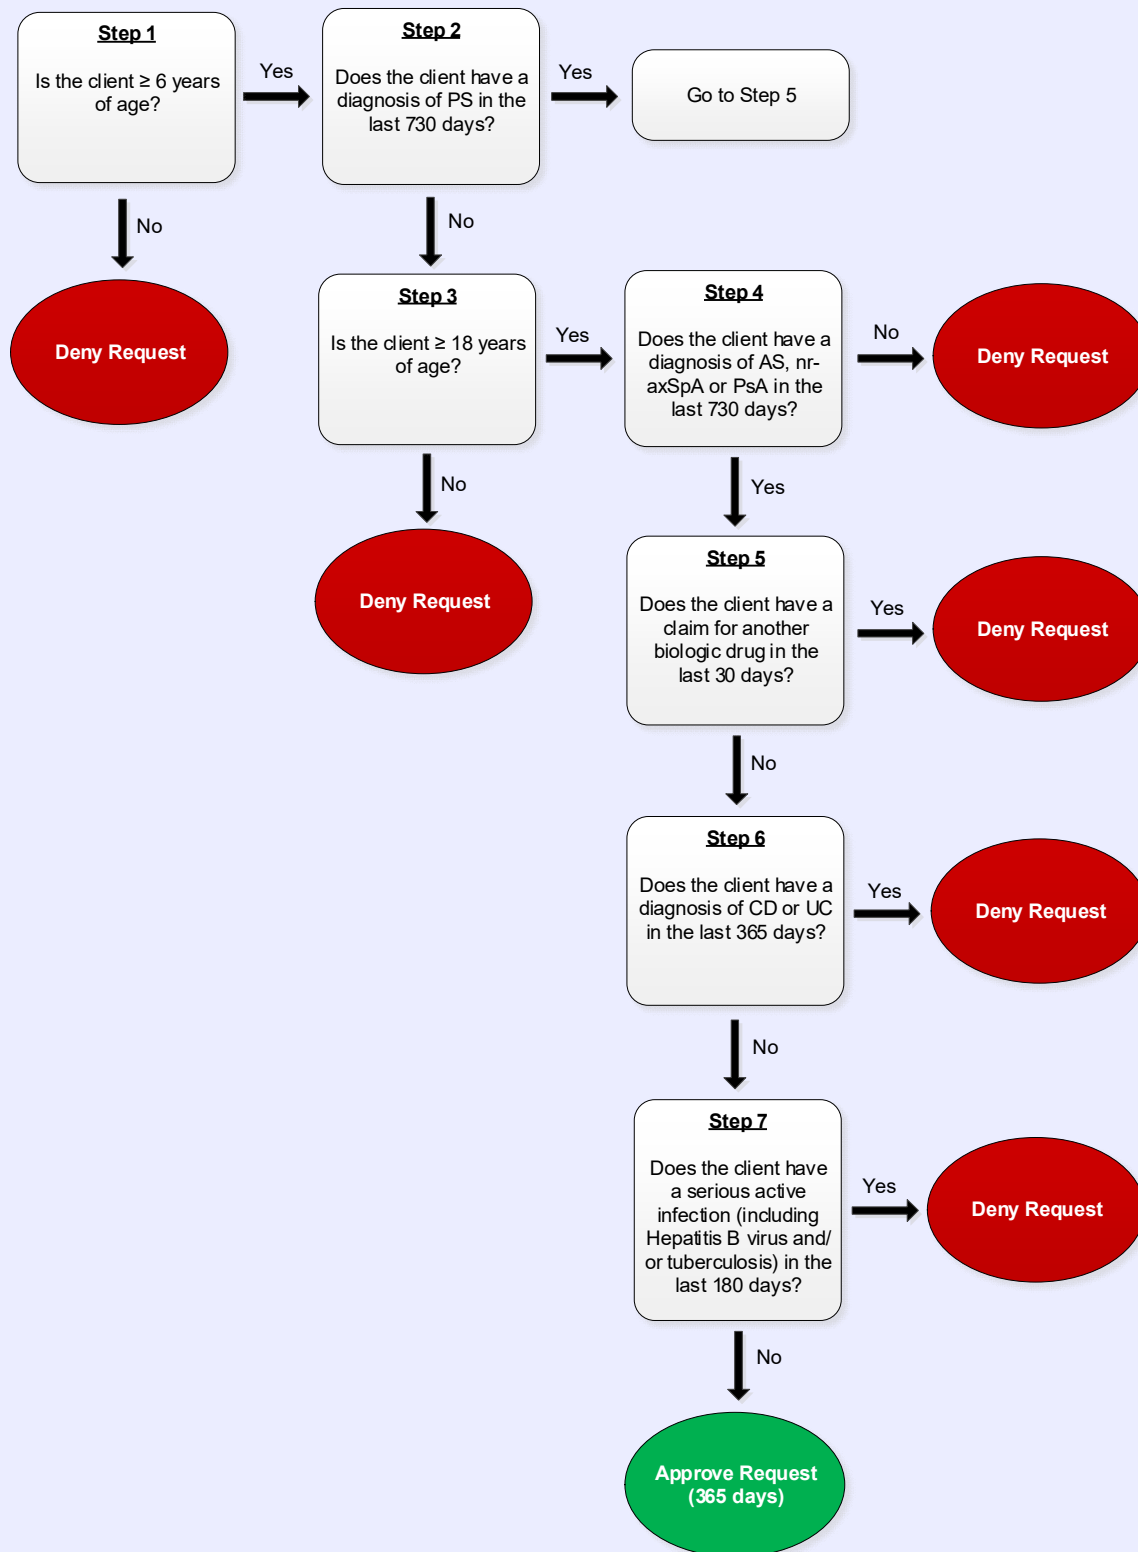 Step 1
Is the client ≥ 6 years
of age?
Yes
Step 2
Does the client have a
diagnosis of PS in the
last 730 days?
Yes
Go to Step 5
No
Deny Request
No
Step 3
Is the client ≥ 18 years
of age?
Yes
Step 4
Does the client have a
diagnosis of AS, nr-
axSpA or PsA in the
last 730 days?
No
Deny Request
No
Deny Request
Yes
Step 5
Does the client have a
claim for another
biologic drug in the
last 30 days?
Yes
Deny Request
No
Step 6
Does the client have a
diagnosis of CD or UC
in the last 365 days?
Yes
Deny Request
No
Step 7
Does the client have
a serious active
infection (including
Hepatitis B virus and/
or tuberculosis) in the
last 180 days?
Yes
Deny Request
No
Approve Request
(365 days)